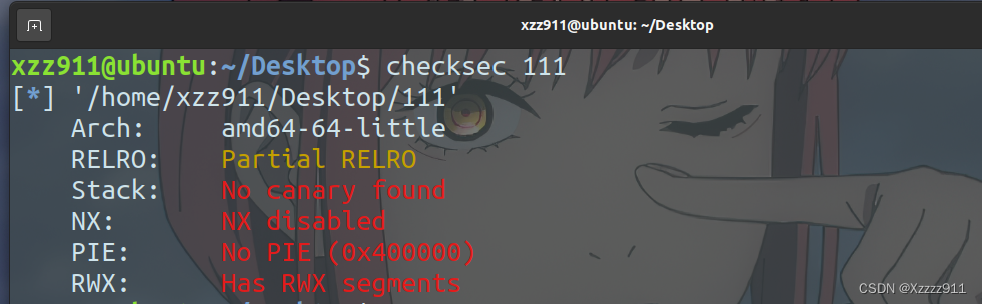 xzz911@ubuntu: ~/Desktop
xzz911@ubuntu:~/Desktop$ checksec 111
[*] '/home/xzz911/Desktop/111'
Arch: amd64-64-little
RELRO: Partial RELRO
Stack: No canary found
NX: NX disabled
PIE: No PIE (0x400000)
RWX: Has RWX segments
CSDN @Xzzzz911